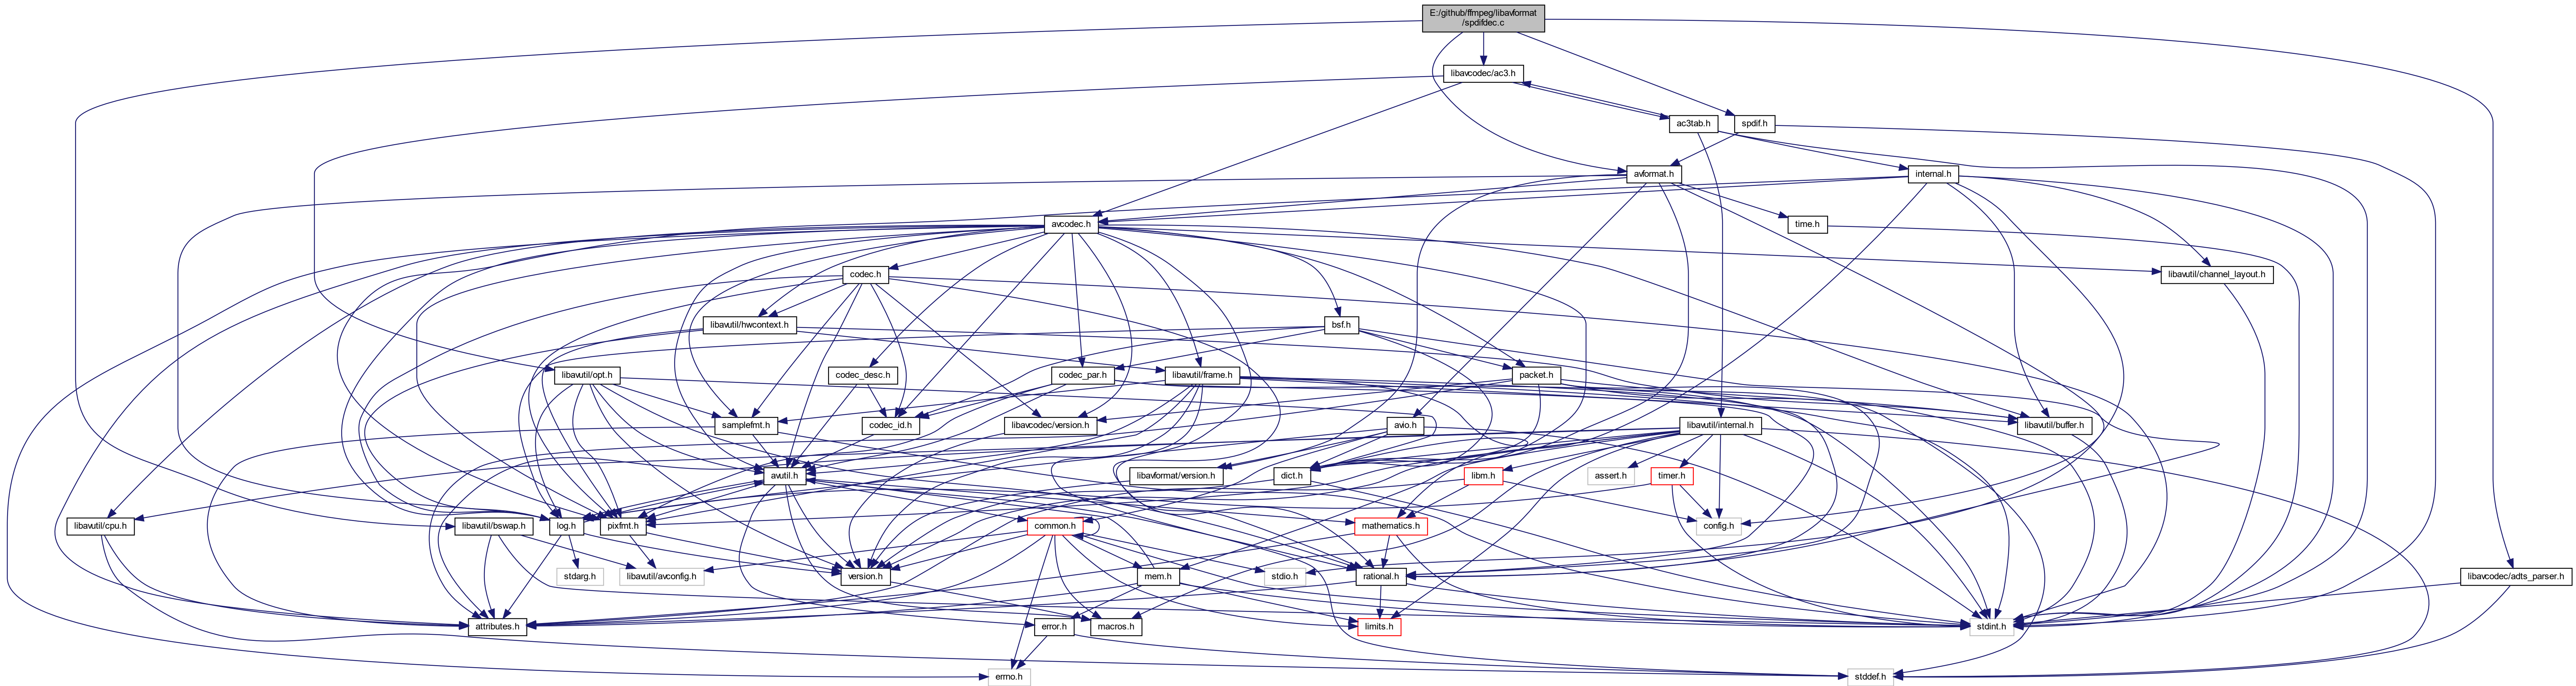 E:/github/ffmpeg/libavformat
/spdifdec.c
libavcodec/ac3.h
ac3tab.h
spdif.h
avformat.h
internal.h
avcodec.h
time.h
codec.h
libavutil/channel_layout.h
libavutil/hwcontext.h
bsf.h
libavutil/opt.h
codec_desc.h
codec_par.h
libavutil/frame.h
packet.h
samplefmt.h
codec_id.h
libavcodec/version.h
avio.h
libavutil/internal.h
libavutil/buffer.h
avutil.h
libavformat/version.h
dict.h
libm.h
assert.h
timer.h
libavutil/cpu.h
libavutil/bswap.h
log.h
pixfmt.h
common.h
mathematics.h
config.h
stdarg.h
libavutil/avconfig.h
version.h
mem.h
stdio.h
rational.h
libavcodec/adts_parser.h
attributes.h
error.h
macros.h
limits.h
stdint.h
errno.h
stddef.h